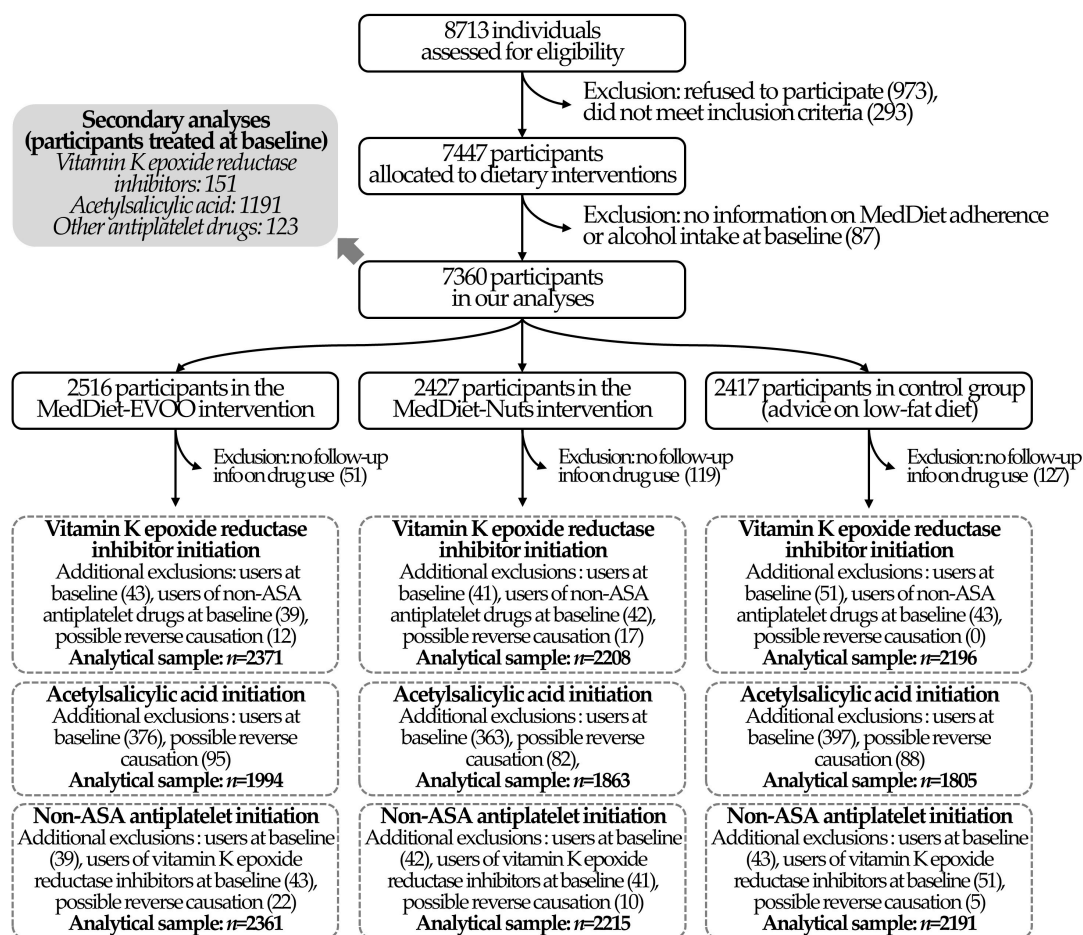 8713 individuals
assessed for eligibility
Exclusion: refused to participate (973),
did not meet inclusion criteria (293)
Secondary analyses
(participants treated at baseline)
Vitamin K epoxide reductase
inhibitors: 151
Acetylsalicylic acid: 1191
Other antiplatelet drugs: 123
7447 participants
allocated to dietary interventions
Exclusion: no information on MedDiet adherence
or alcohol intake at baseline (87)
7360 participants
in our analyses
2516 participants in the
MedDiet-EVOO intervention
2427 participants in the
MedDiet-Nuts intervention
2417 participants in control group
(advice on low-fat diet)
Exclusion: no follow-up
info on drug use (51)
Exclusion: no follow-up
info on drug use (119)
Exclusion: no follow-up
info on drug use (127)
Vitamin K epoxide reductase
inhibitor initiation
Additional exclusions: users at
baseline (43), users of non-ASA
antiplatelet drugs at baseline (39),
possible reverse causation (12)
Analytical sample: n=2371
Vitamin K epoxide reductase
inhibitor initiation
Additional exclusions: users at
baseline (41), users of non-ASA
antiplatelet drugs at baseline (42),
possible reverse causation (17)
Analytical sample: n=2208
Vitamin K epoxide reductase
inhibitor initiation
Additional exclusions: users at
baseline (51), users of non-ASA
antiplatelet drugs at baseline (43),
possible reverse causation (0)
Analytical sample: n=2196
Acetylsalicylic acid initiation
Additional exclusions: users at
baseline (376), possible reverse
causation (95)
Analytical sample: n=1994
Acetylsalicylic acid initiation
Additional exclusions: users at
baseline (363), possible reverse
causation (82),
Analytical sample: n=1863
Acetylsalicylic acid initiation
Additional exclusions: users at
baseline (397), possible reverse
causation (88)
Analytical sample: n=1805
Non-ASA antiplatelet initiation
Additional exclusions: users at baseline
(39), users of vitamin K epoxide
reductase inhibitors at baseline (43),
possible reverse causation (22)
Analytical sample: n=2361
Non-ASA antiplatelet initiation
Additional exclusions: users at baseline
(42), users of vitamin K epoxide
reductase inhibitors at baseline (41),
possible reverse causation (10)
Analytical sample: n=2215
Non-ASA antiplatelet initiation
Additional exclusions: users at baseline
(43), users of vitamin K epoxide
reductase inhibitors at baseline (51),
possible reverse causation (5)
Analytical sample: n=2191